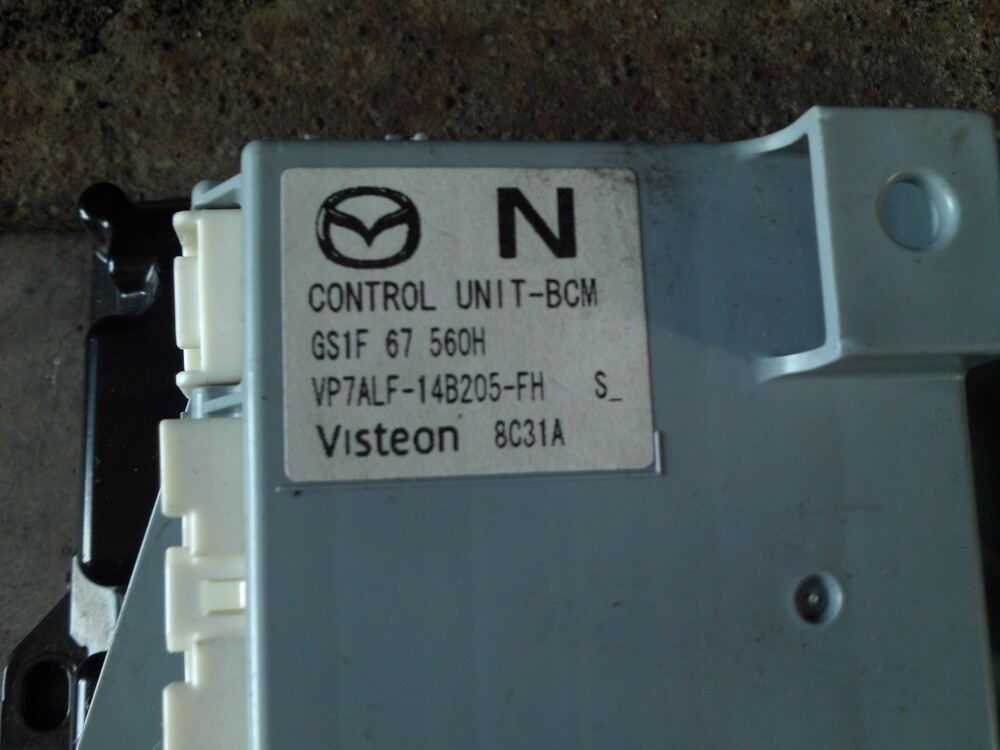 N
CONTROL UNIT-BCM
GS1F 67 560H
VP7ALF-14B205-FH S_
Visteon 8C31A